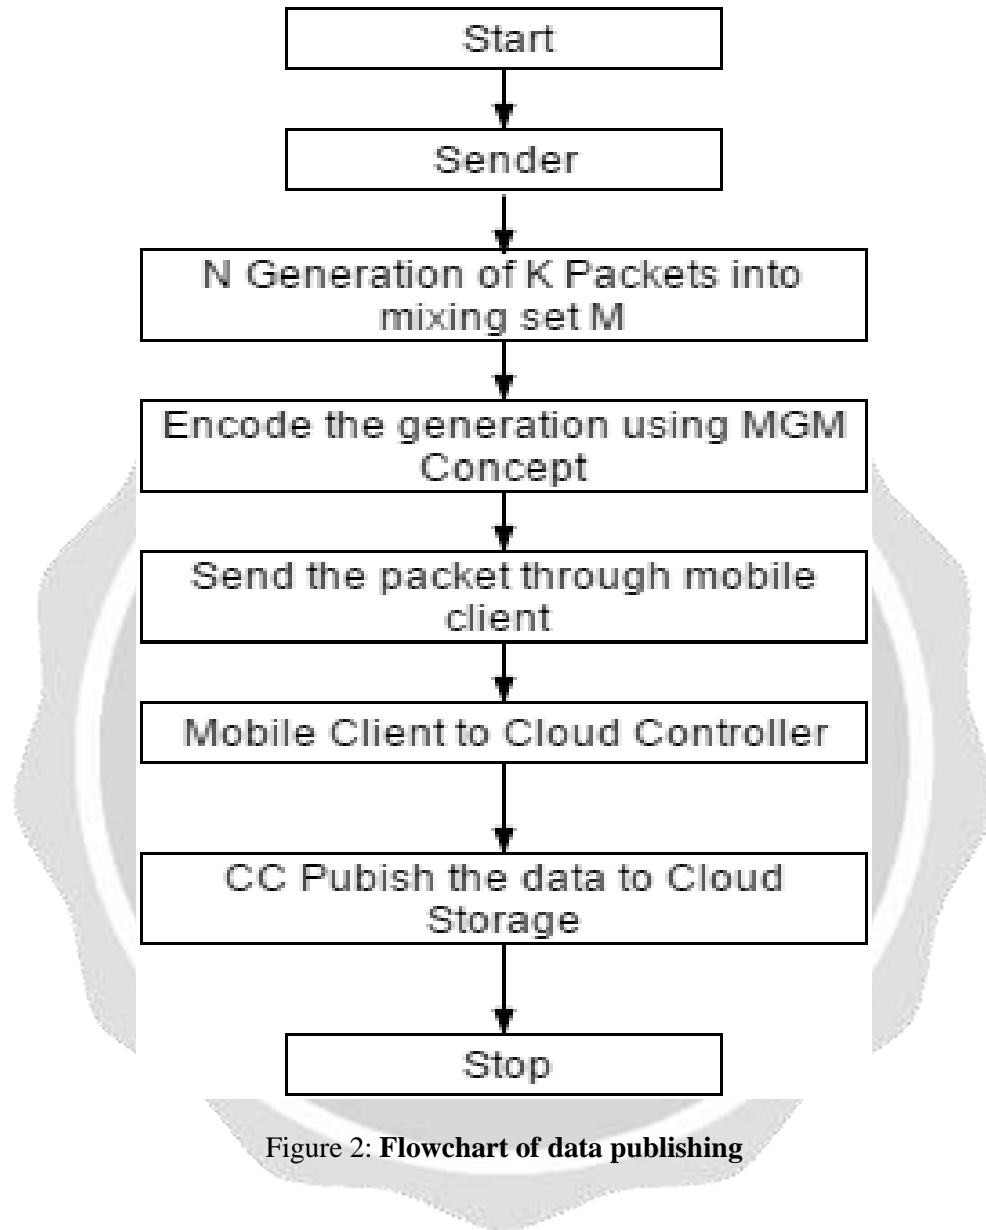 Start
Sender
N Generation of K Packets into
mixing set M
Encode the generation using MGM
Concept
Send the packet through mobile
client
Mobile Client to Cloud Controller
CC Pubish the data to Cloud
Storage
Stop
Figure 2: Flowchart of data publishing